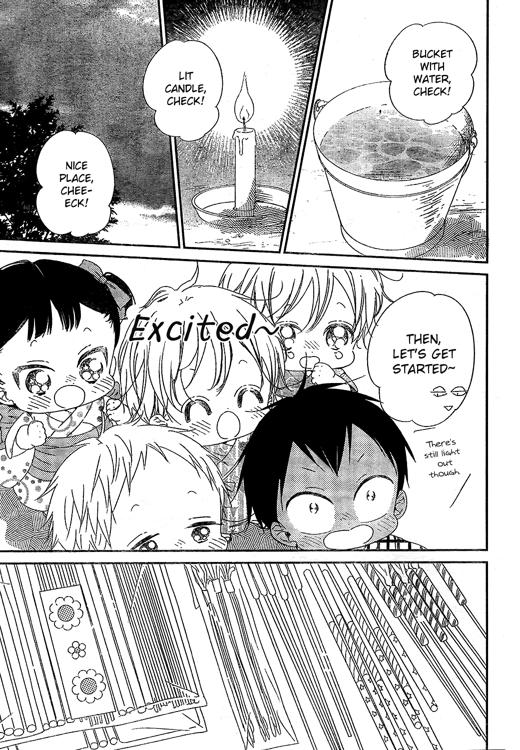 BUCKET
WITH
WATER,
CHECK!
LIT
CANDLE,
CHECK!
NICE
PLACE,
CHEE-
ECK!
Excited~
THEN,
LET'S GET
STARTED~
There's
still light
out
though